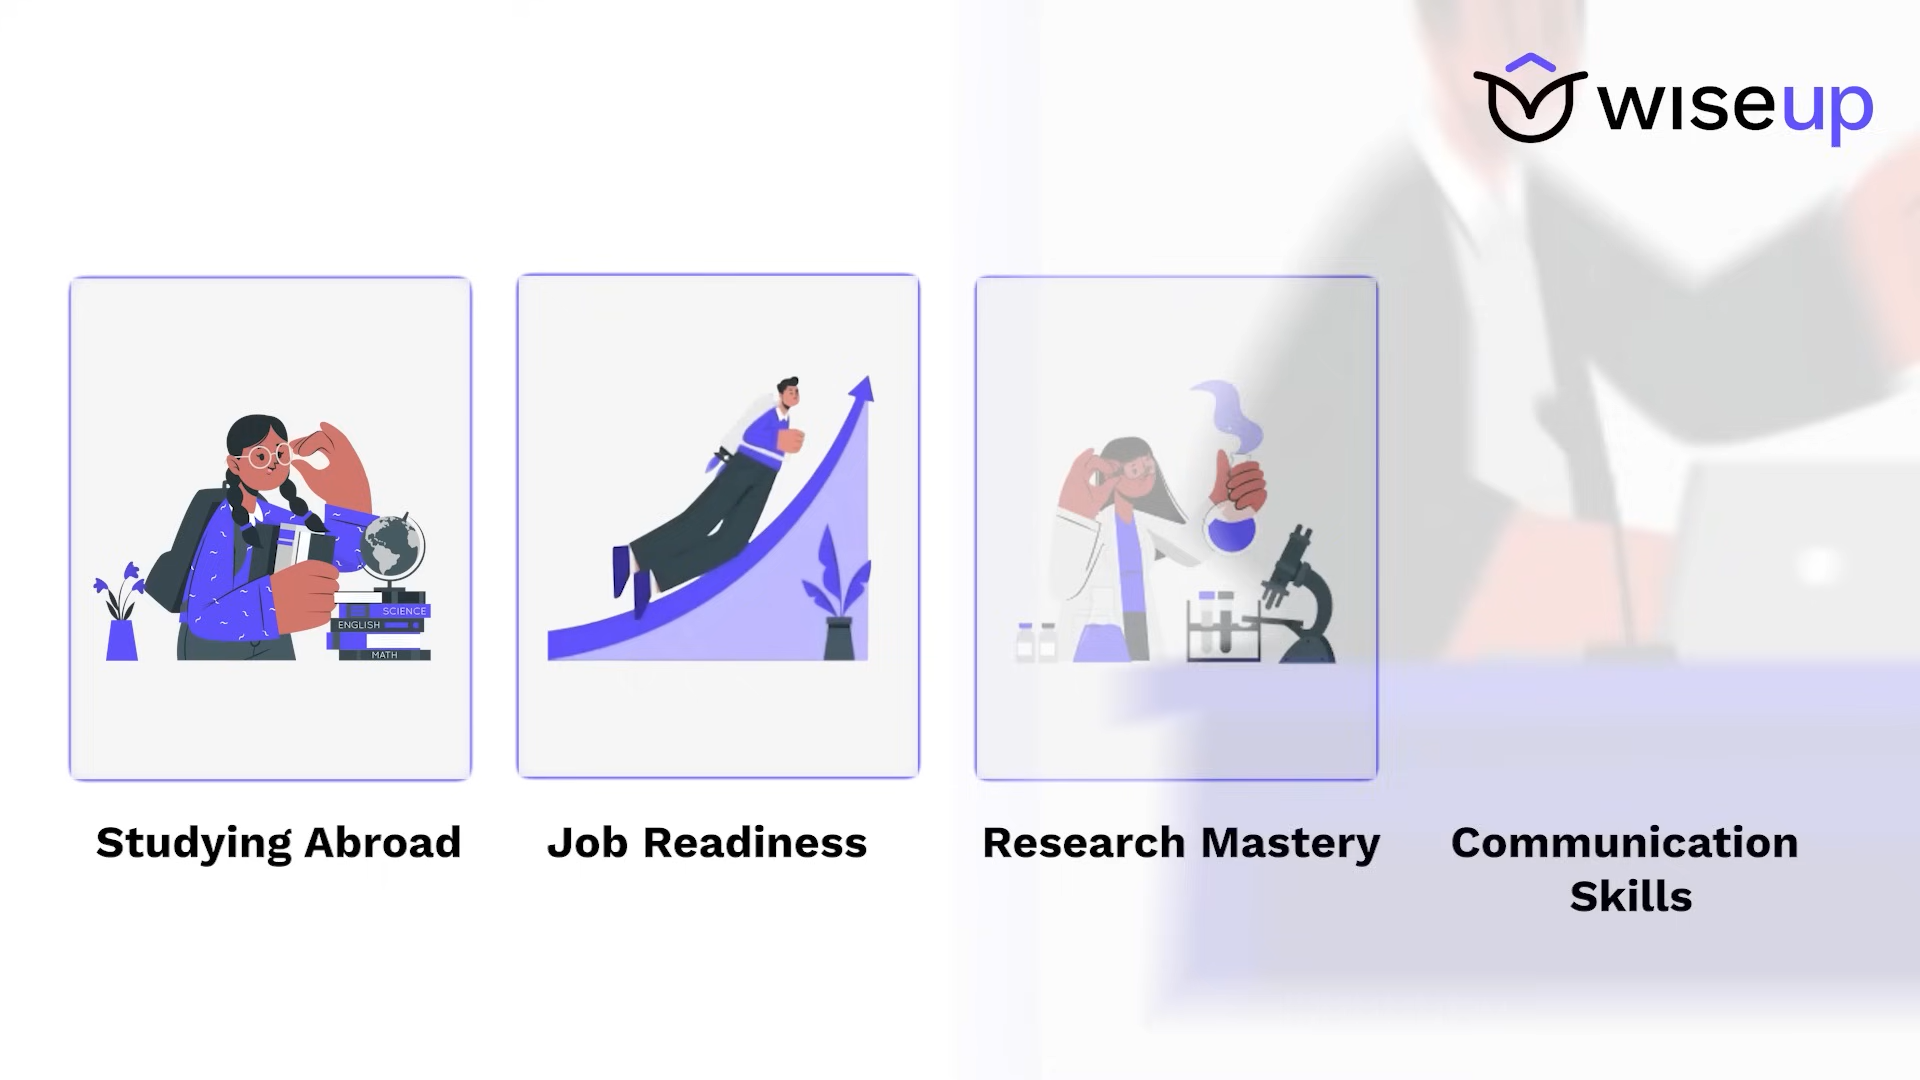 wiseup
SCIENCE
ENGLISH
MATH
Studying Abroad
Job Readiness
Research Mastery
Communication
Skills